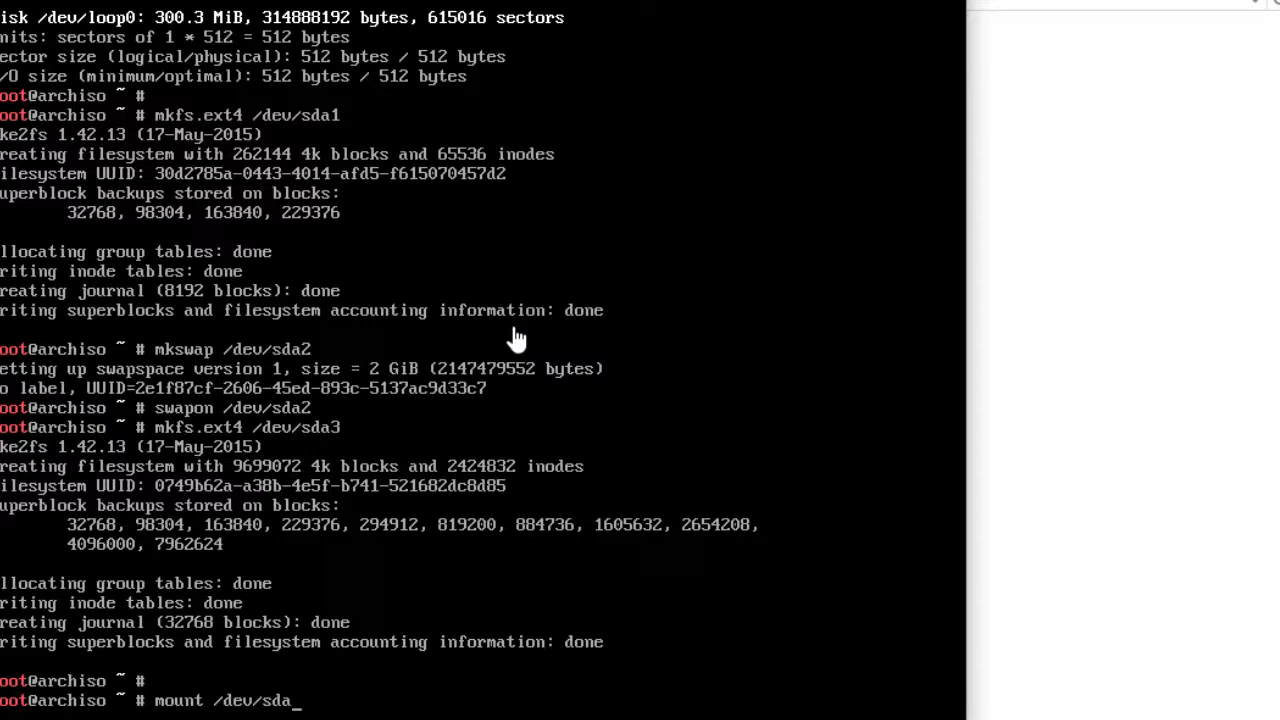 isk /dev/loop0: 300.3 MiB, 314888192 bytes, 615016 sectors
nits: sectors of 1 * 512 = 512 bytes
ector size (logical/physical): 512 bytes / 512 bytes
/O size (minimum/optimal): 512 bytes / 512 bytes
oot@archiso ~ #
oot@archiso ~ # mkfs.ext4 /dev/sda1
ke2fs 1.42.13 (17-May-2015)
reating filesystem with 262144 4k blocks and 65536 inodes
ilesystem UUID: 30d2785a-0443-4014-afd5-f615070457d2
uperblock backups stored on blocks:
32768, 98304, 163840, 229376
llocating group tables: done
riting inode tables: done
reating journal (8192 blocks): done
riting superblocks and filesystem accounting information: done
oot@archiso ~ # mkswap /dev/sda2
etting up swapspace version 1, size = 2 GiB (2147479552 bytes)
o label, UUID=2e1f87cf-2606-45ed-893c-5137ac9d33c7
oot@archiso ~ # swapon /dev/sda2
oot@archiso ~ # mkfs.ext4 /dev/sda3
ke2fs 1.42.13 (17-May-2015)
reating filesystem with 9699072 4k blocks and 2424832 inodes
ilesystem UUID: 0749b62a-a38b-4e5f-b741-521682dc8d85
uperblock backups stored on blocks:
32768, 98304, 163840, 229376, 294912, 819200, 884736, 1605632, 2654208,
4096000, 7962624
llocating group tables: done
riting inode tables: done
reating journal (32768 blocks): done
riting superblocks and filesystem accounting information: done
oot@archiso ~ #
oot@archiso ~ # mount /dev/sda_